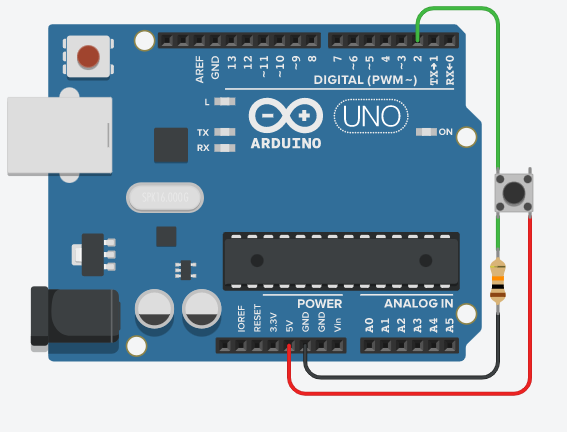 AREF
GND
13
12
~11
~10
~9
8
7
~6
~5
4
~3
2
TX→1
RX←0
DIGITAL (PWM~)
L
TX
RX
UNO
ON
ARDUINO
POWER
ANALOG IN
IOREF
RESET
3.3V
5V
GND
GND
Vin
A0
A1
A2
A3
A4
A5